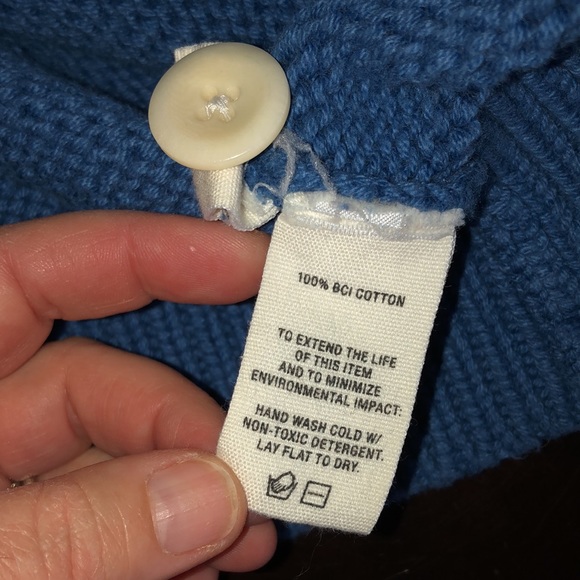 100% BCI COTTON
TO EXTEND THE LIFE
OF THIS ITEM
AND TO MINIMIZE
ENVIRONMENTAL IMPACT:
HAND WASH COLD W/
NON-TOXIC DETERGENT.
LAY FLAT TO DRY.